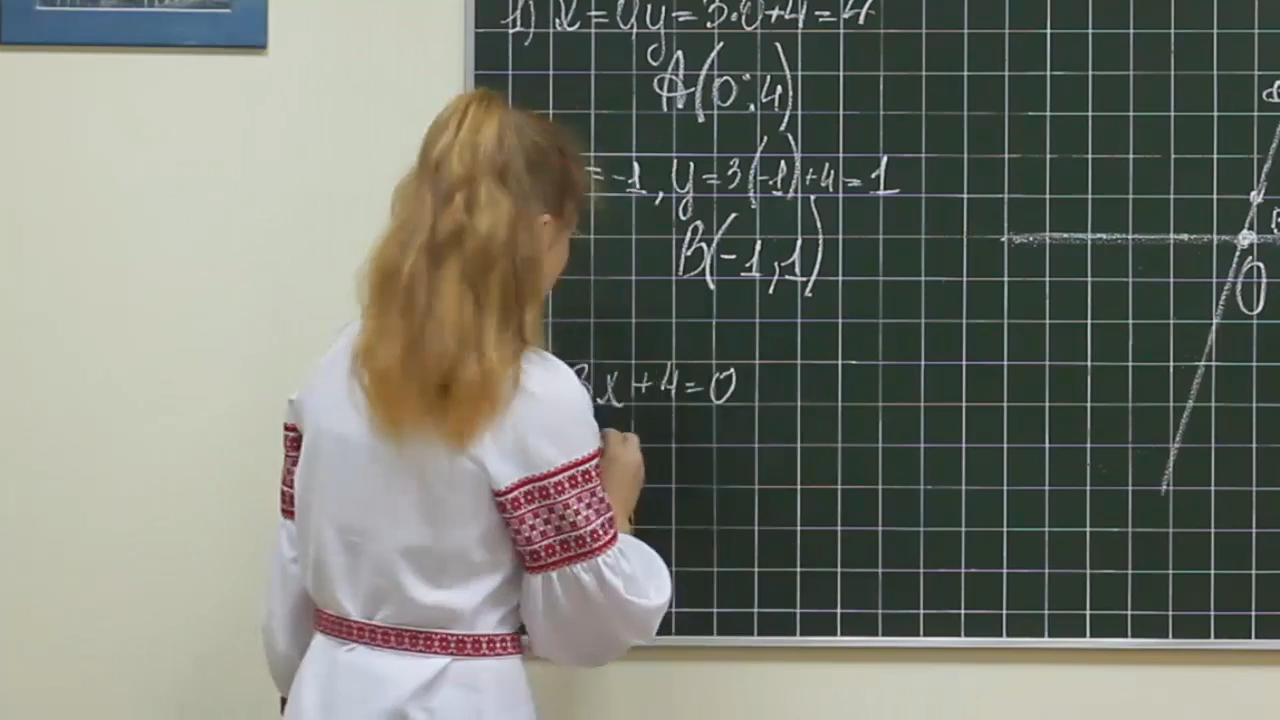 1) x = 0 y = 3·0+4 = 4
A(0;4)
= -1, y = 3(-1)+4 = 1
B(-1,1)
3x+4=0
0